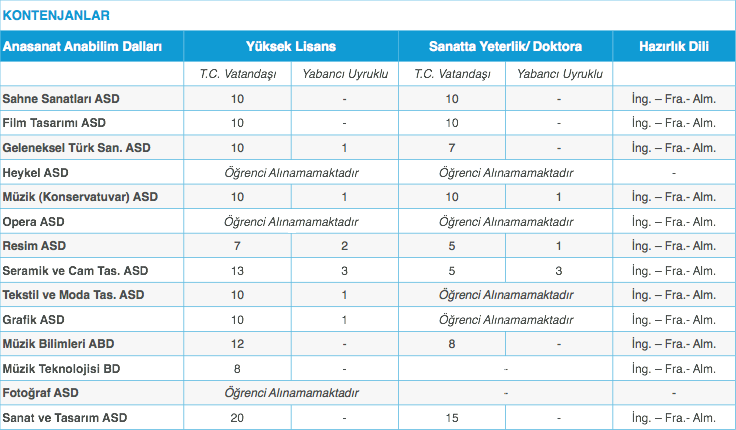 KONTENJANLAR
Anasanat Anabilim Dalları Yüksek Lisans Sanatta Yeterlik/ Doktora Hazırlık Dili
T.C. Vatandaşı Yabancı Uyruklu T.C. Vatandaşı Yabancı Uyruklu
Sahne Sanatları ASD 10 - 10 - İng. – Fra.- Alm.
Film Tasarımı ASD 10 - 10 - İng. – Fra.- Alm.
Geleneksel Türk San. ASD 10 1 7 - İng. – Fra.- Alm.
Heykel ASD Öğrenci Alınamamaktadır Öğrenci Alınamamaktadır -
Müzik (Konservatuvar) ASD 10 1 10 1 İng. – Fra.- Alm.
Opera ASD Öğrenci Alınamamaktadır Öğrenci Alınamamaktadır İng. – Fra.- Alm.
Resim ASD 7 2 5 1 İng. – Fra.- Alm.
Seramik ve Cam Tas. ASD 13 3 5 3 İng. – Fra.- Alm.
Tekstil ve Moda Tas. ASD 10 1 Öğrenci Alınamamaktadır İng. – Fra.- Alm.
Grafik ASD 10 1 Öğrenci Alınamamaktadır İng. – Fra.- Alm.
Müzik Bilimleri ABD 12 - 8 - İng. – Fra.- Alm.
Müzik Teknolojisi BD 8 - - İng. – Fra.- Alm.
Fotoğraf ASD Öğrenci Alınamamaktadır - -
Sanat ve Tasarım ASD 20 - 15 - İng. – Fra.- Alm.